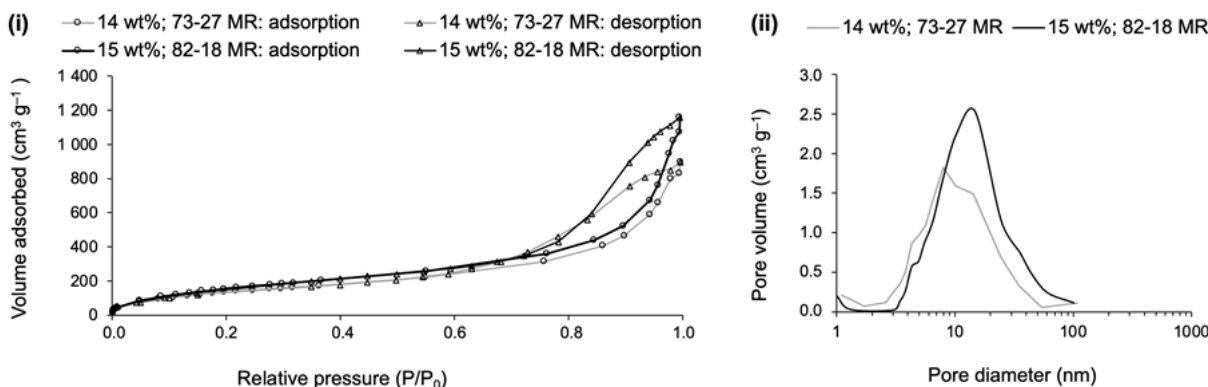 (i)
14 wt%; 73-27 MR: adsorption
14 wt%; 73-27 MR: desorption
15 wt%; 82-18 MR: adsorption
15 wt%; 82-18 MR: desorption
Volume adsorbed (cm³ g⁻¹)
1 400
1 200
1 000
800
600
400
200
0
0.0
0.2
0.4
0.6
0.8
1.0
Relative pressure (P/P₀)
(ii)
14 wt%; 73-27 MR
15 wt%; 82-18 MR
Pore volume (cm³ g⁻¹)
3.0
2.5
2.0
1.5
1.0
0.5
0.0
1
10
100
1000
Pore diameter (nm)